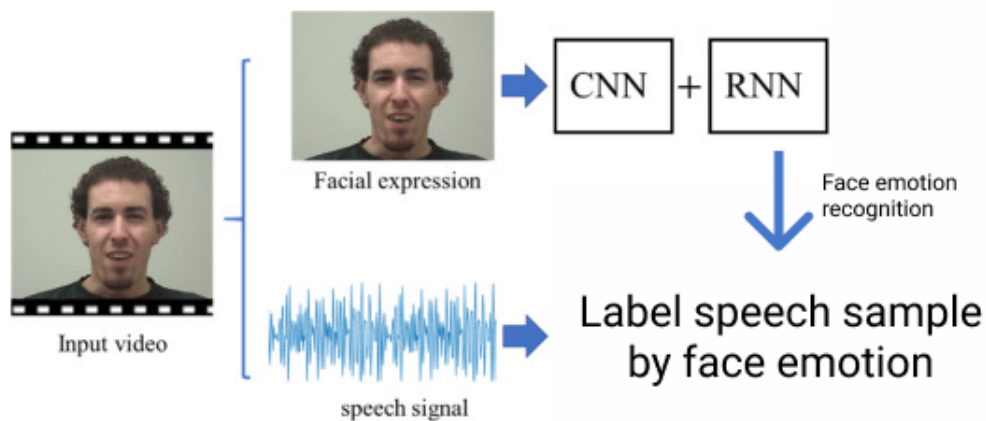 Input video
Facial expression
speech signal
CNN + RNN
Face emotion
recognition
Label speech sample
by face emotion